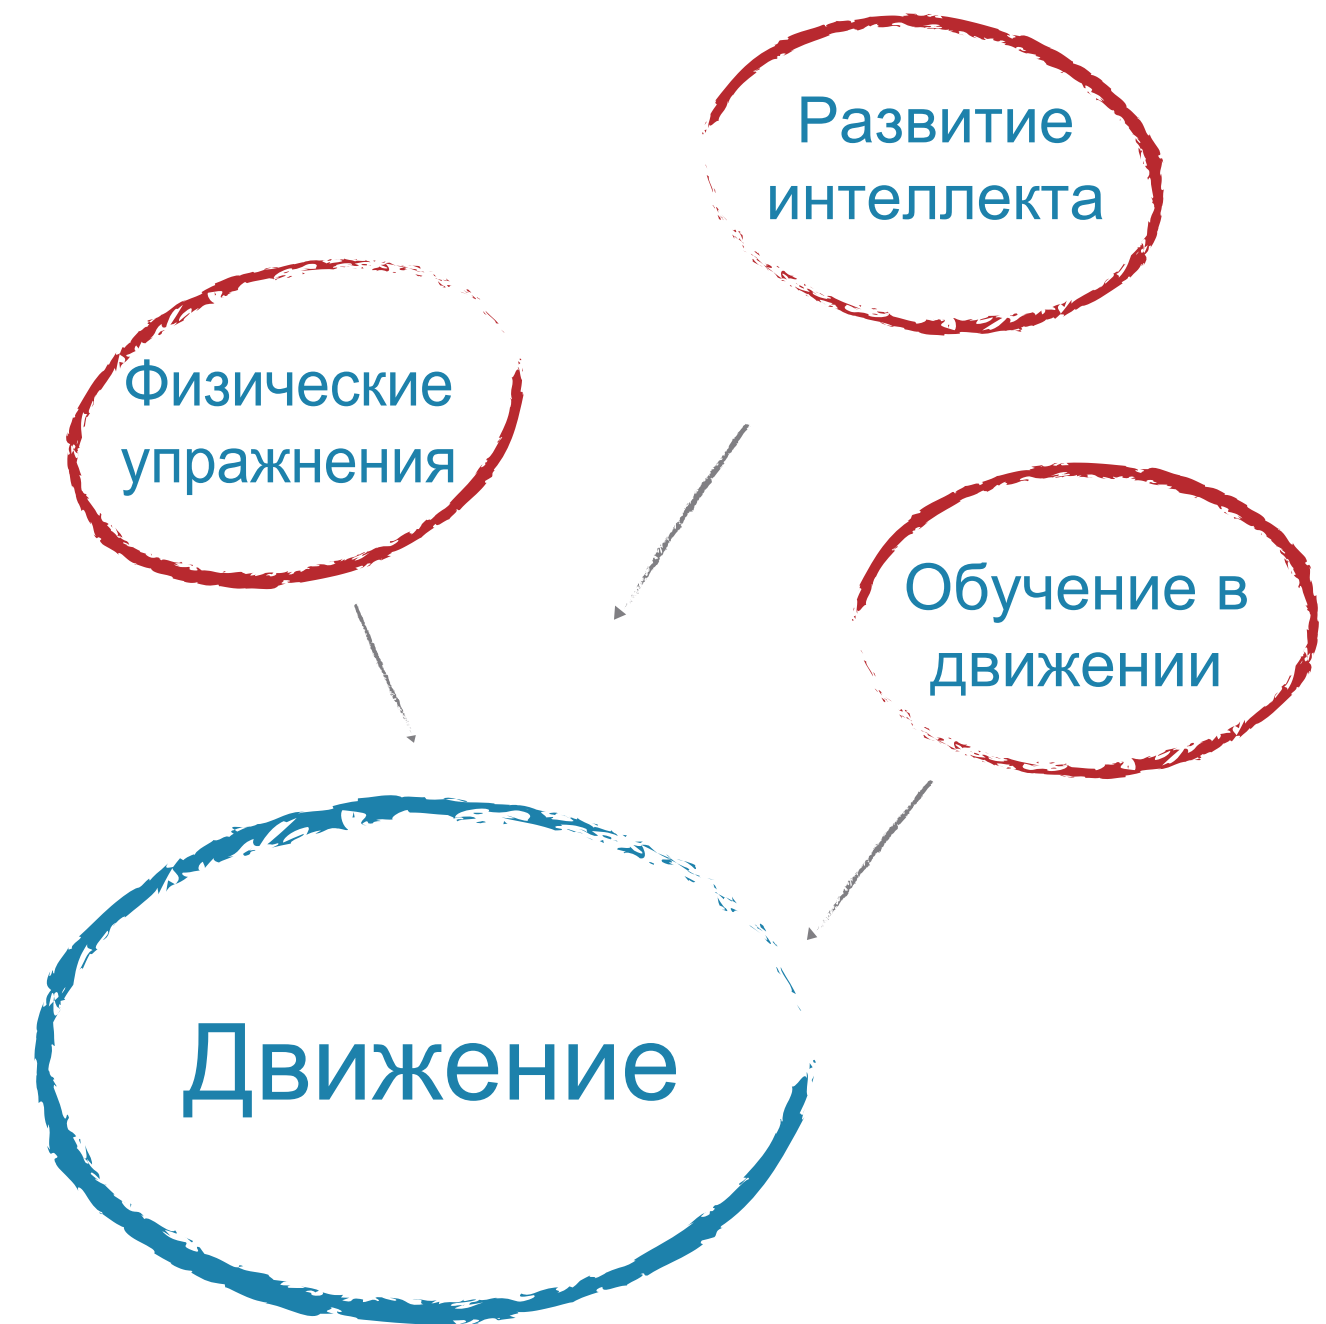 Развитие
интеллекта
Физические
упражнения
Обучение в
движении
Движение